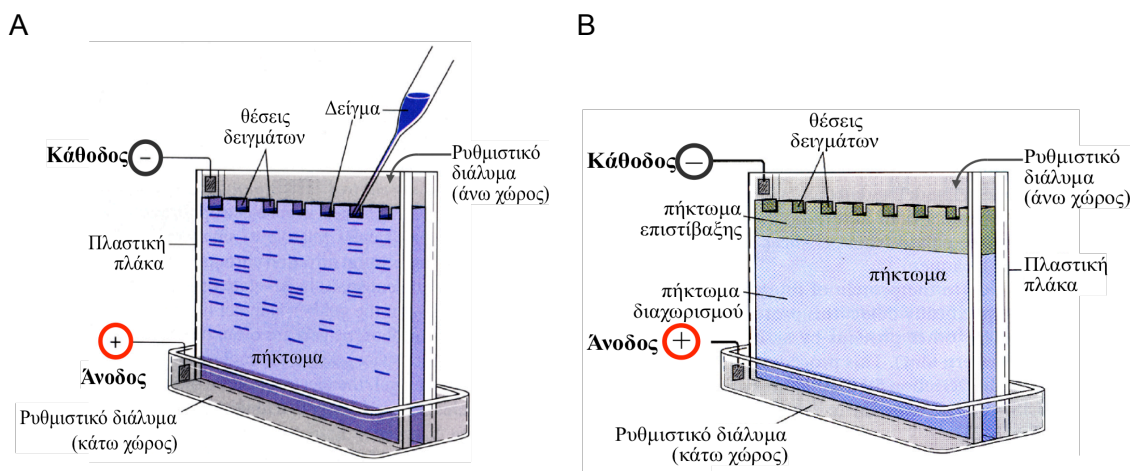 A
θέσεις
δειγμάτων
Δείγμα
Κάθοδος
−
Ρυθμιστικό
διάλυμα
(άνω χώρος)
Πλαστική
πλάκα
+
πήκτωμα
Άνοδος
Ρυθμιστικό διάλυμα
(κάτω χώρος)
B
θέσεις
δειγμάτων
Κάθοδος
−
Ρυθμιστικό
διάλυμα
(άνω χώρος)
πήκτωμα
επιστίβαξης
πήκτωμα
Πλαστική
πλάκα
πήκτωμα
διαχωρισμού
Άνοδος
+
Ρυθμιστικό διάλυμα
(κάτω χώρος)